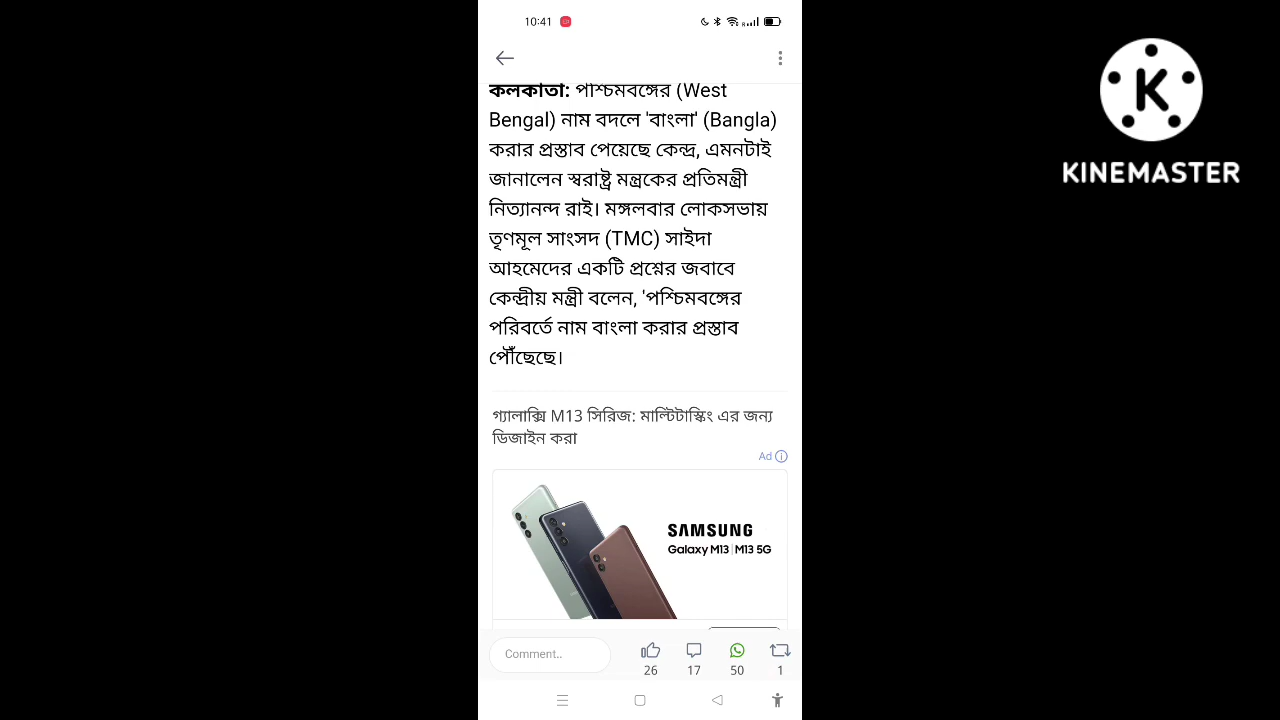 10:41
কলকাতা: পশ্চিমবঙ্গের (West
Bengal) নাম বদলে 'বাংলা' (Bangla)
করার প্রস্তাব পেয়েছে কেন্দ্র, এমনটাই
জানালেন স্বরাষ্ট্র মন্ত্রকের প্রতিমন্ত্রী
নিত্যানন্দ রাই। মঙ্গলবার লোকসভায়
তৃণমূল সাংসদ (TMC) সাইদা
আহমেদের একটি প্রশ্নের জবাবে
কেন্দ্রীয় মন্ত্রী বলেন, 'পশ্চিমবঙ্গের
পরিবর্তে নাম বাংলা করার প্রস্তাব
পৌঁছেছে।
গ্যালাক্সি M13 সিরিজ: মাল্টিটাস্কিং এর জন্য
ডিজাইন করা
Ad
SAMSUNG
Galaxy M13 | M13 5G
Comment..
26 17 50 1
K
KINEMASTER